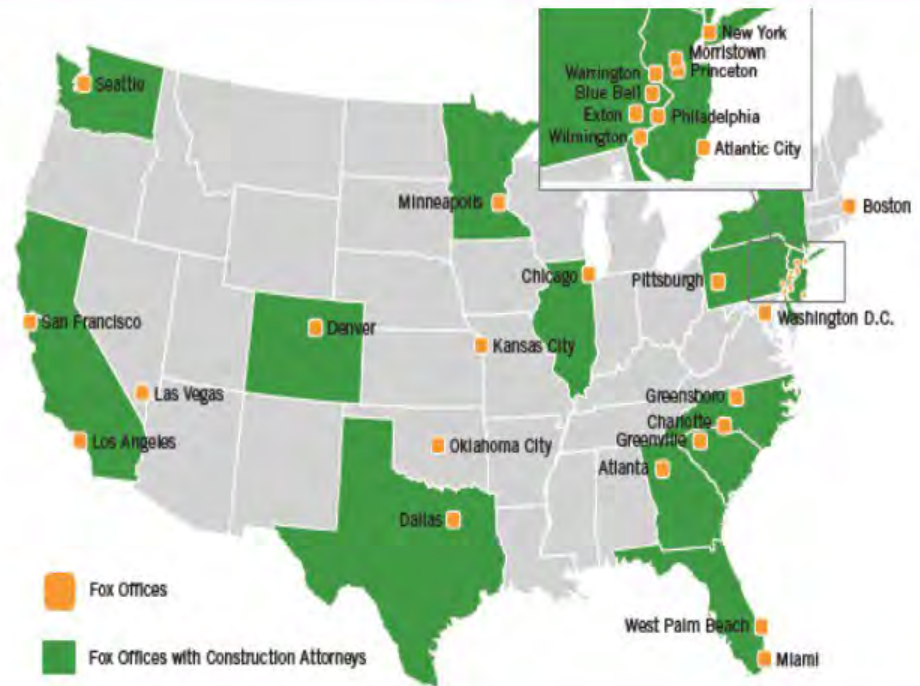 New York
Morristown
Princeton
Warrington
Blue Bell
Exton
Philadelphia
Wilmington
Atlantic City
Seattle
Minneapolis
Boston
Chicago
Pittsburgh
San Francisco
Denver
Washington D.C.
Kansas City
Las Vegas
Greensboro
Charlotte
Los Angeles
Oklahoma City
Greenville
Atlanta
Dallas
Fox Offices
West Palm Beach
Fox Offices with Construction Attorneys
Miami